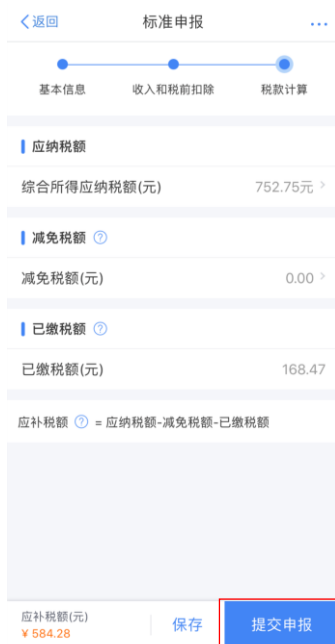 返回 标准申报 ...
基本信息 收入和税前扣除 税款计算
应纳税额
综合所得应纳税额(元) 752.75元
减免税额 ?
减免税额(元) 0.00
已缴税额 ?
已缴税额(元) 168.47
应补税额 ? = 应纳税额-减免税额-已缴税额
应补税额(元)
¥ 584.28
保存
提交申报